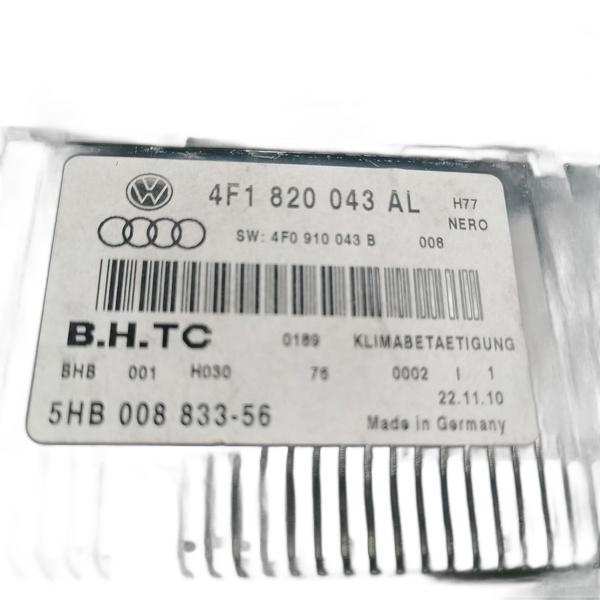 VW
4F1 820 043 AL H77
NERO
SW: 4F0 910 043 B 008
B.H.TC 0189 KLIMABETAETIGUNG
BHB 001 H030 76 0002 I 1
22.11.10
5HB 008 833-56 Made in Germany